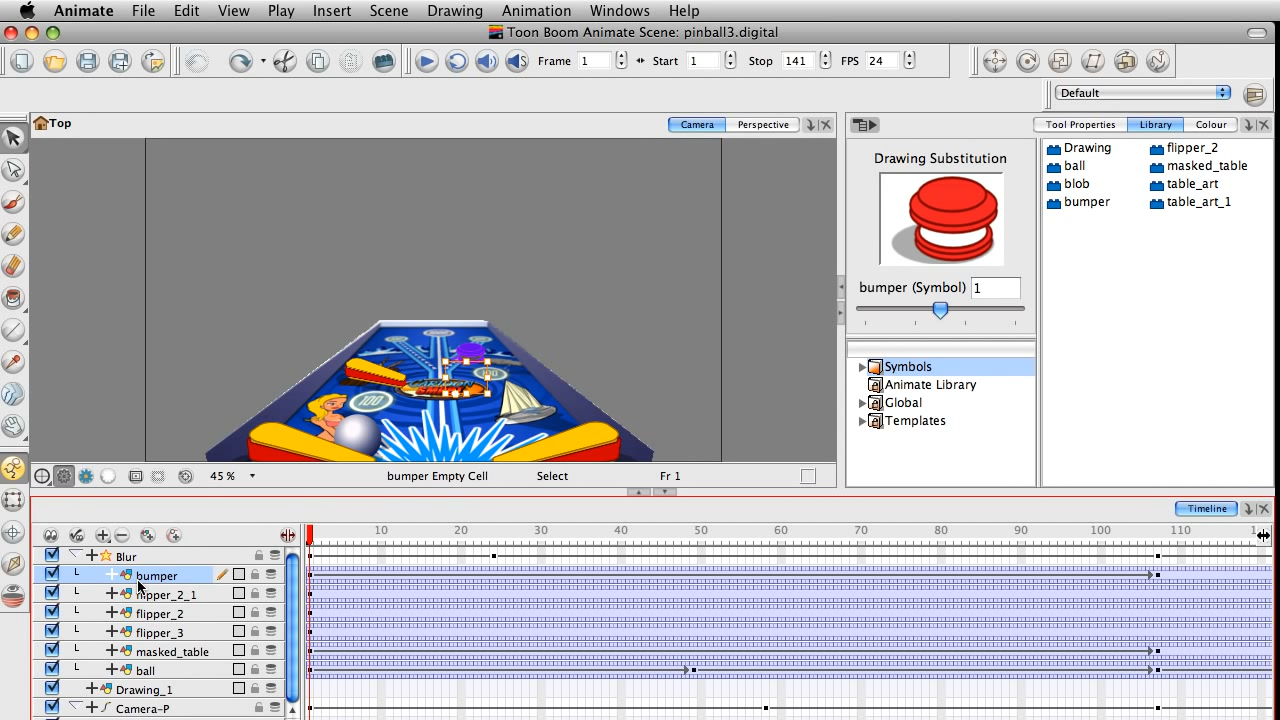 Animate File Edit View Play Insert Scene Drawing Animation Windows Help
Toon Boom Animate Scene: pinball3.digital
Frame 1 Start 1 Stop 141 FPS 24
Default
Top Camera Perspective Tool Properties Library Colour
Drawing Substitution
bumper (Symbol) 1
Drawing flipper_2
ball masked_table
blob table_art
bumper table_art_1
Symbols
Animate Library
Global
Templates
100
100
45 % bumper Empty Cell Select Fr 1
Timeline
10 20 30 40 50 60 70 80 90 100 110
Blur
bumper
flipper_2_1
flipper_2
flipper_3
masked_table
ball
Drawing_1
Camera-P